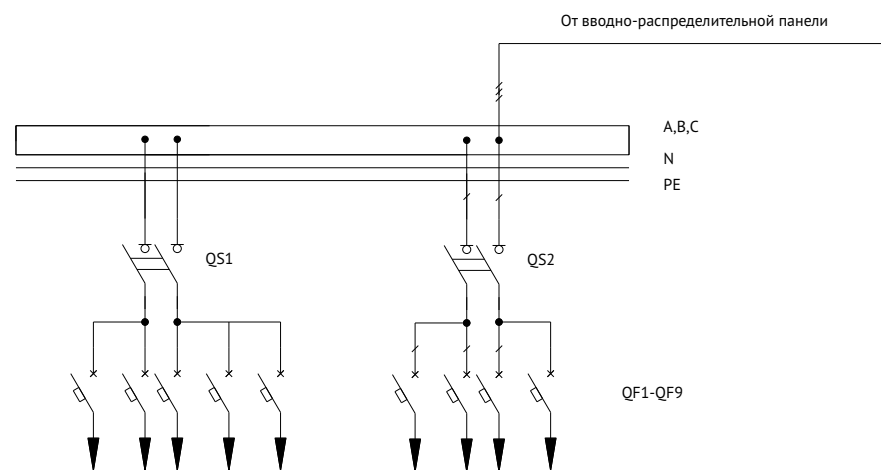 От вводно-распределительной панели
A,B,C
N
PE
QS1
QS2
QF1-QF9